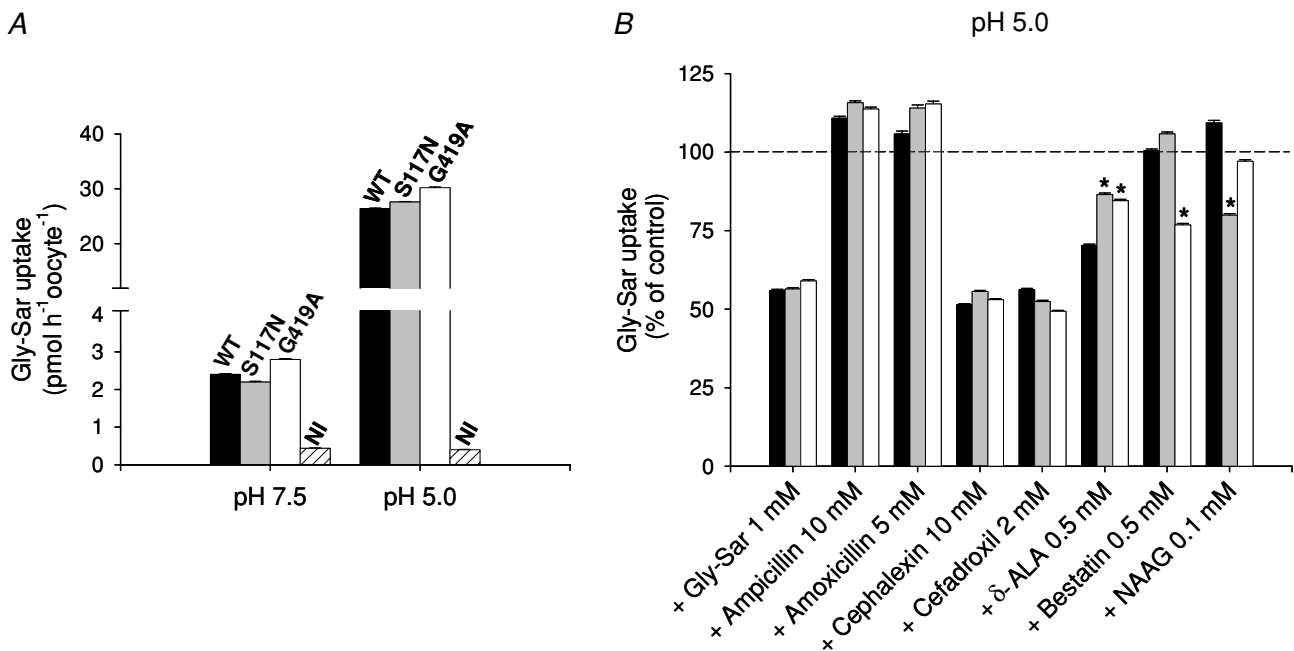 A
Gly-Sar uptake
(pmol h⁻¹oocyte⁻¹)
40
30
20
4
3
2
1
0
WT
S117N
G419A
NI
WT
S117N
G419A
NI
pH 7.5
pH 5.0
B
pH 5.0
Gly-Sar uptake
(% of control)
125
100
75
50
25
0
*
*
*
*
+ Gly-Sar 1 mM
+ Ampicillin 10 mM
+ Amoxicillin 5 mM
+ Cephalexin 10 mM
+ Cefadroxil 2 mM
+ δ- ALA 0.5 mM
+ Bestatin 0.5 mM
+ NAAG 0.1 mM